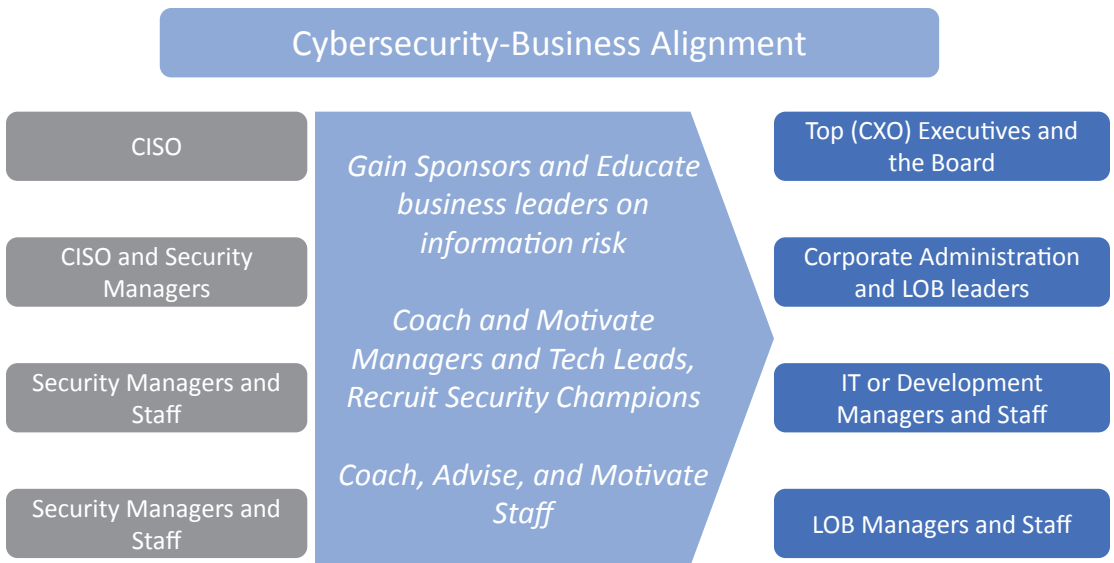 Cybersecurity-Business Alignment
CISO
CISO and Security
Managers
Security Managers and
Staff
Security Managers and
Staff
Gain Sponsors and Educate
business leaders on
information risk
Coach and Motivate
Managers and Tech Leads,
Recruit Security Champions
Coach, Advise, and Motivate
Staff
Top (CXO) Executives and
the Board
Corporate Administration
and LOB leaders
IT or Development
Managers and Staff
LOB Managers and Staff